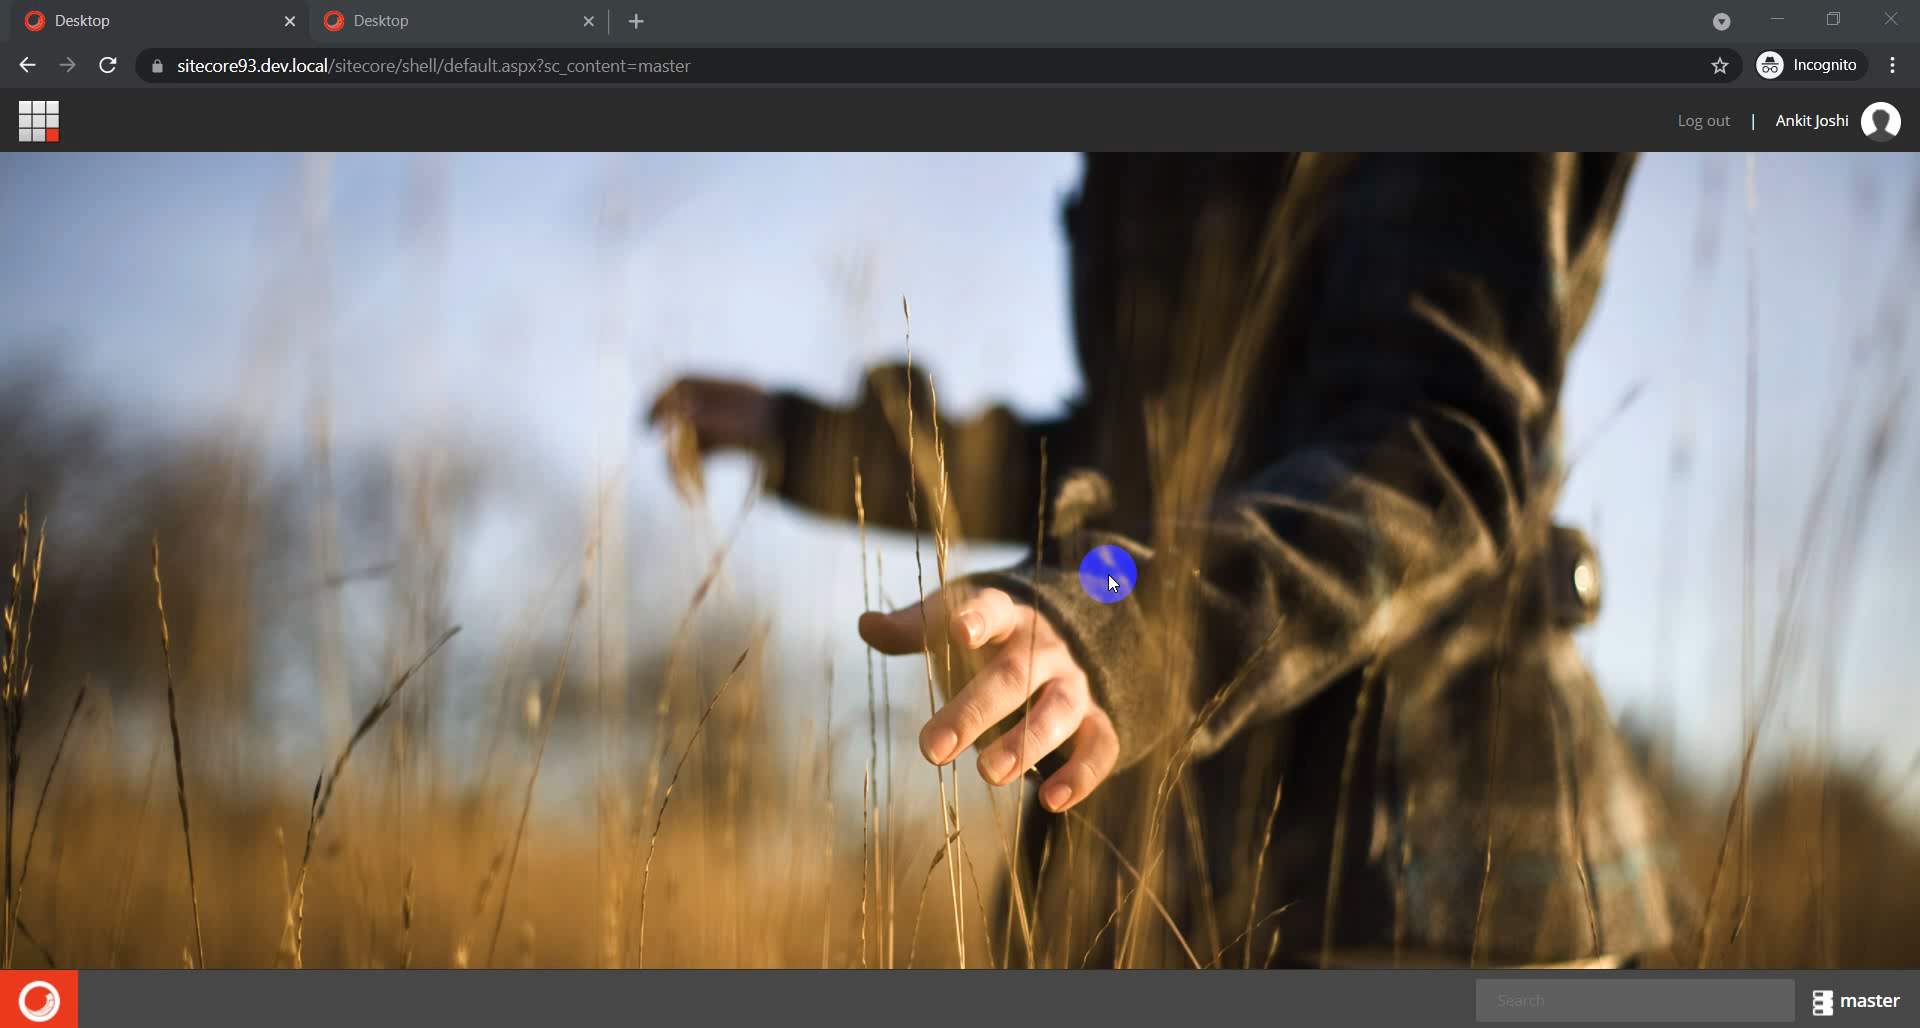 Desktop
Desktop
sitecore93.dev.local/sitecore/shell/default.aspx?sc_content=master
Incognito
Log out | Ankit Joshi
Search
master